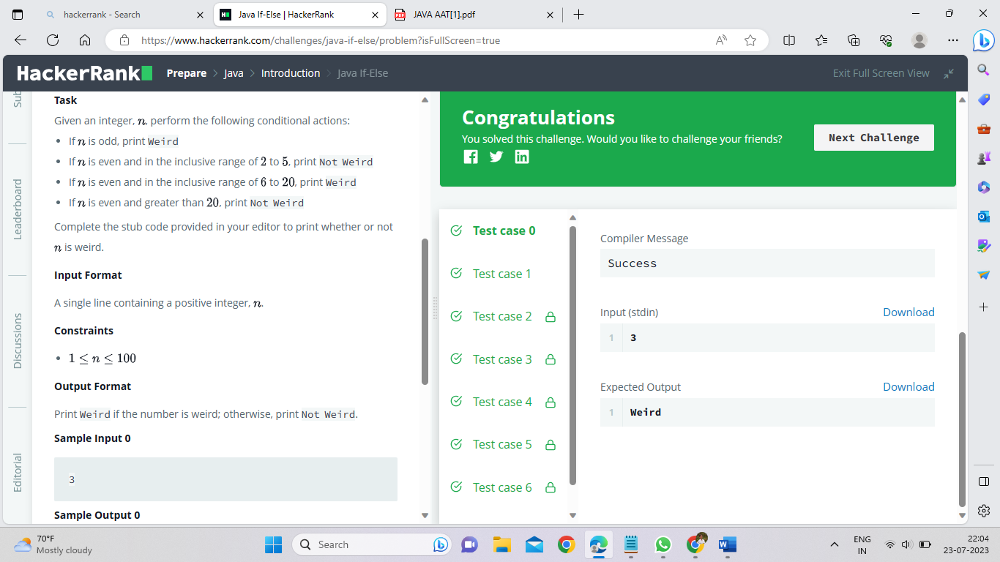 hackerrank - Search
Java If-Else | HackerRank
JAVA AAT[1].pdf
https://www.hackerrank.com/challenges/java-if-else/problem?isFullScreen=true
HackerRank
Prepare > Java > Introduction > Java If-Else
Exit Full Screen View
Sub
Leaderboard
Discussions
Editorial
Task
Given an integer, n, perform the following conditional actions:
• If n is odd, print Weird
• If n is even and in the inclusive range of 2 to 5, print Not Weird
• If n is even and in the inclusive range of 6 to 20, print Weird
• If n is even and greater than 20, print Not Weird
Complete the stub code provided in your editor to print whether or not
n is weird.
Input Format
A single line containing a positive integer, n.
Constraints
• 1 ≤ n ≤ 100
Output Format
Print Weird if the number is weird; otherwise, print Not Weird.
Sample Input 0
3
Sample Output 0
Congratulations
You solved this challenge. Would you like to challenge your friends?
Next Challenge
Test case 0
Test case 1
Test case 2
Test case 3
Test case 4
Test case 5
Test case 6
Compiler Message
Success
Input (stdin)
Download
1 3
Expected Output
Download
1 Weird
70°F
Mostly cloudy
Search
ENG
IN
22:04
23-07-2023